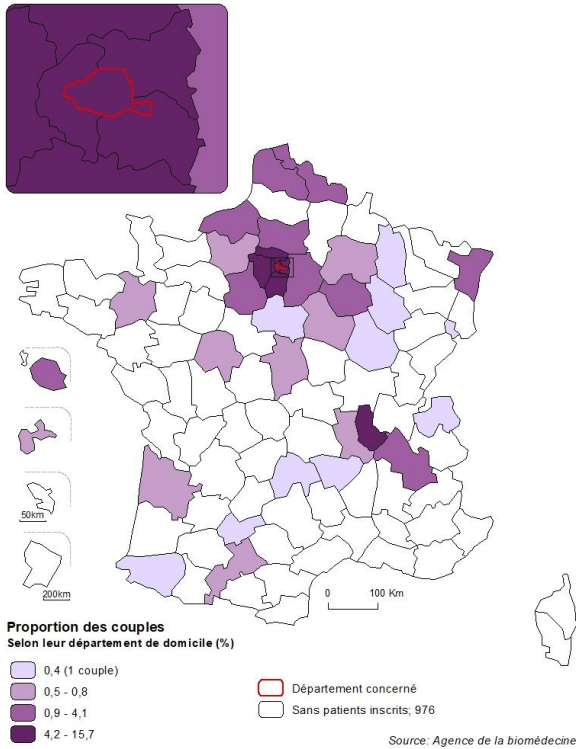 50km
200km
0 100 Km
Proportion des couples
Selon leur département de domicile (%)
0,4 (1 couple)
0,5 - 0,8
0,9 - 4,1
4,2 - 15,7
Département concerné
Sans patients inscrits; 976
Source: Agence de la biomédecine